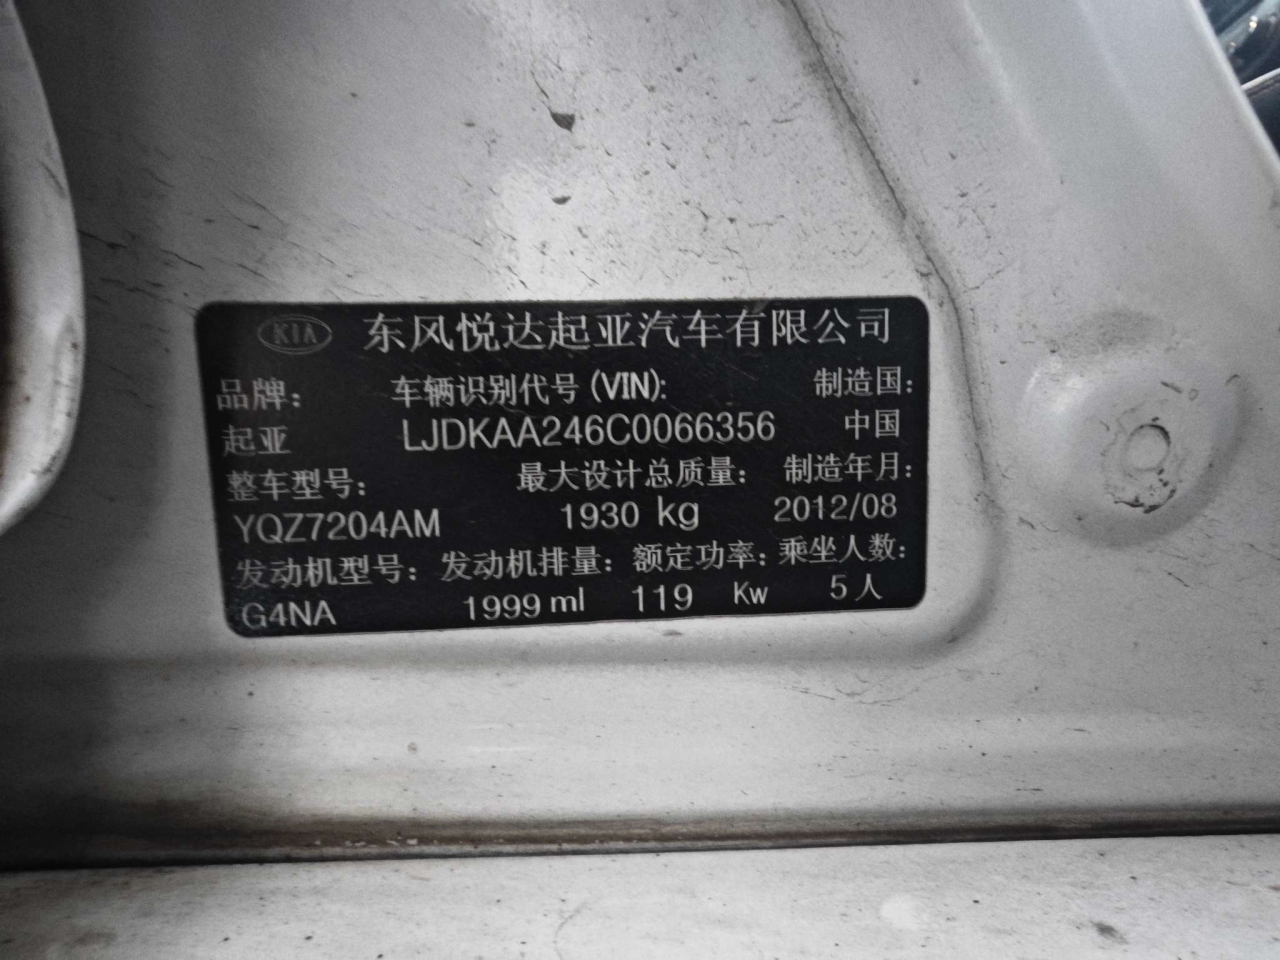 KIA 东风悦达起亚汽车有限公司
品牌: 车辆识别代号(VIN): 制造国:
起亚 LJDKAA246C0066356 中国
整车型号: 最大设计总质量: 制造年月:
YQZ7204AM 1930 kg 2012/08
发动机型号: 发动机排量: 额定功率: 乘坐人数:
G4NA 1999 ml 119 Kw 5人